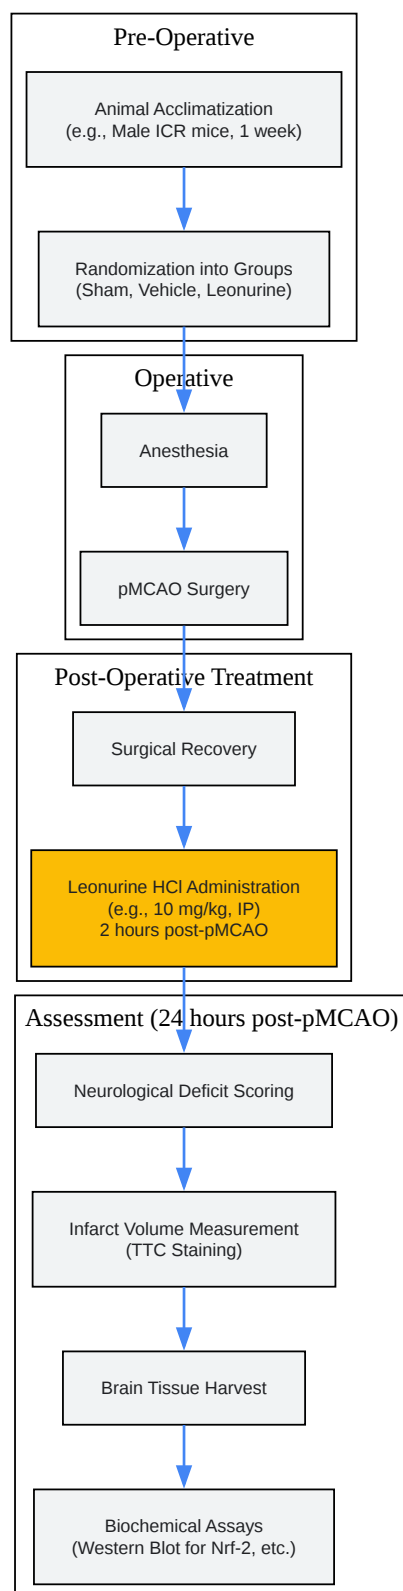 Pre-Operative
Animal Acclimatization
(e.g., Male ICR mice, 1 week)
Randomization into Groups
(Sham, Vehicle, Leonurine)
Operative
Anesthesia
pMCAO Surgery
Post-Operative Treatment
Surgical Recovery
Leonurine HCl Administration
(e.g., 10 mg/kg, IP)
2 hours post-pMCAO
Assessment (24 hours post-pMCAO)
Neurological Deficit Scoring
Infarct Volume Measurement
(TTC Staining)
Brain Tissue Harvest
Biochemical Assays
(Western Blot for Nrf-2, etc.)